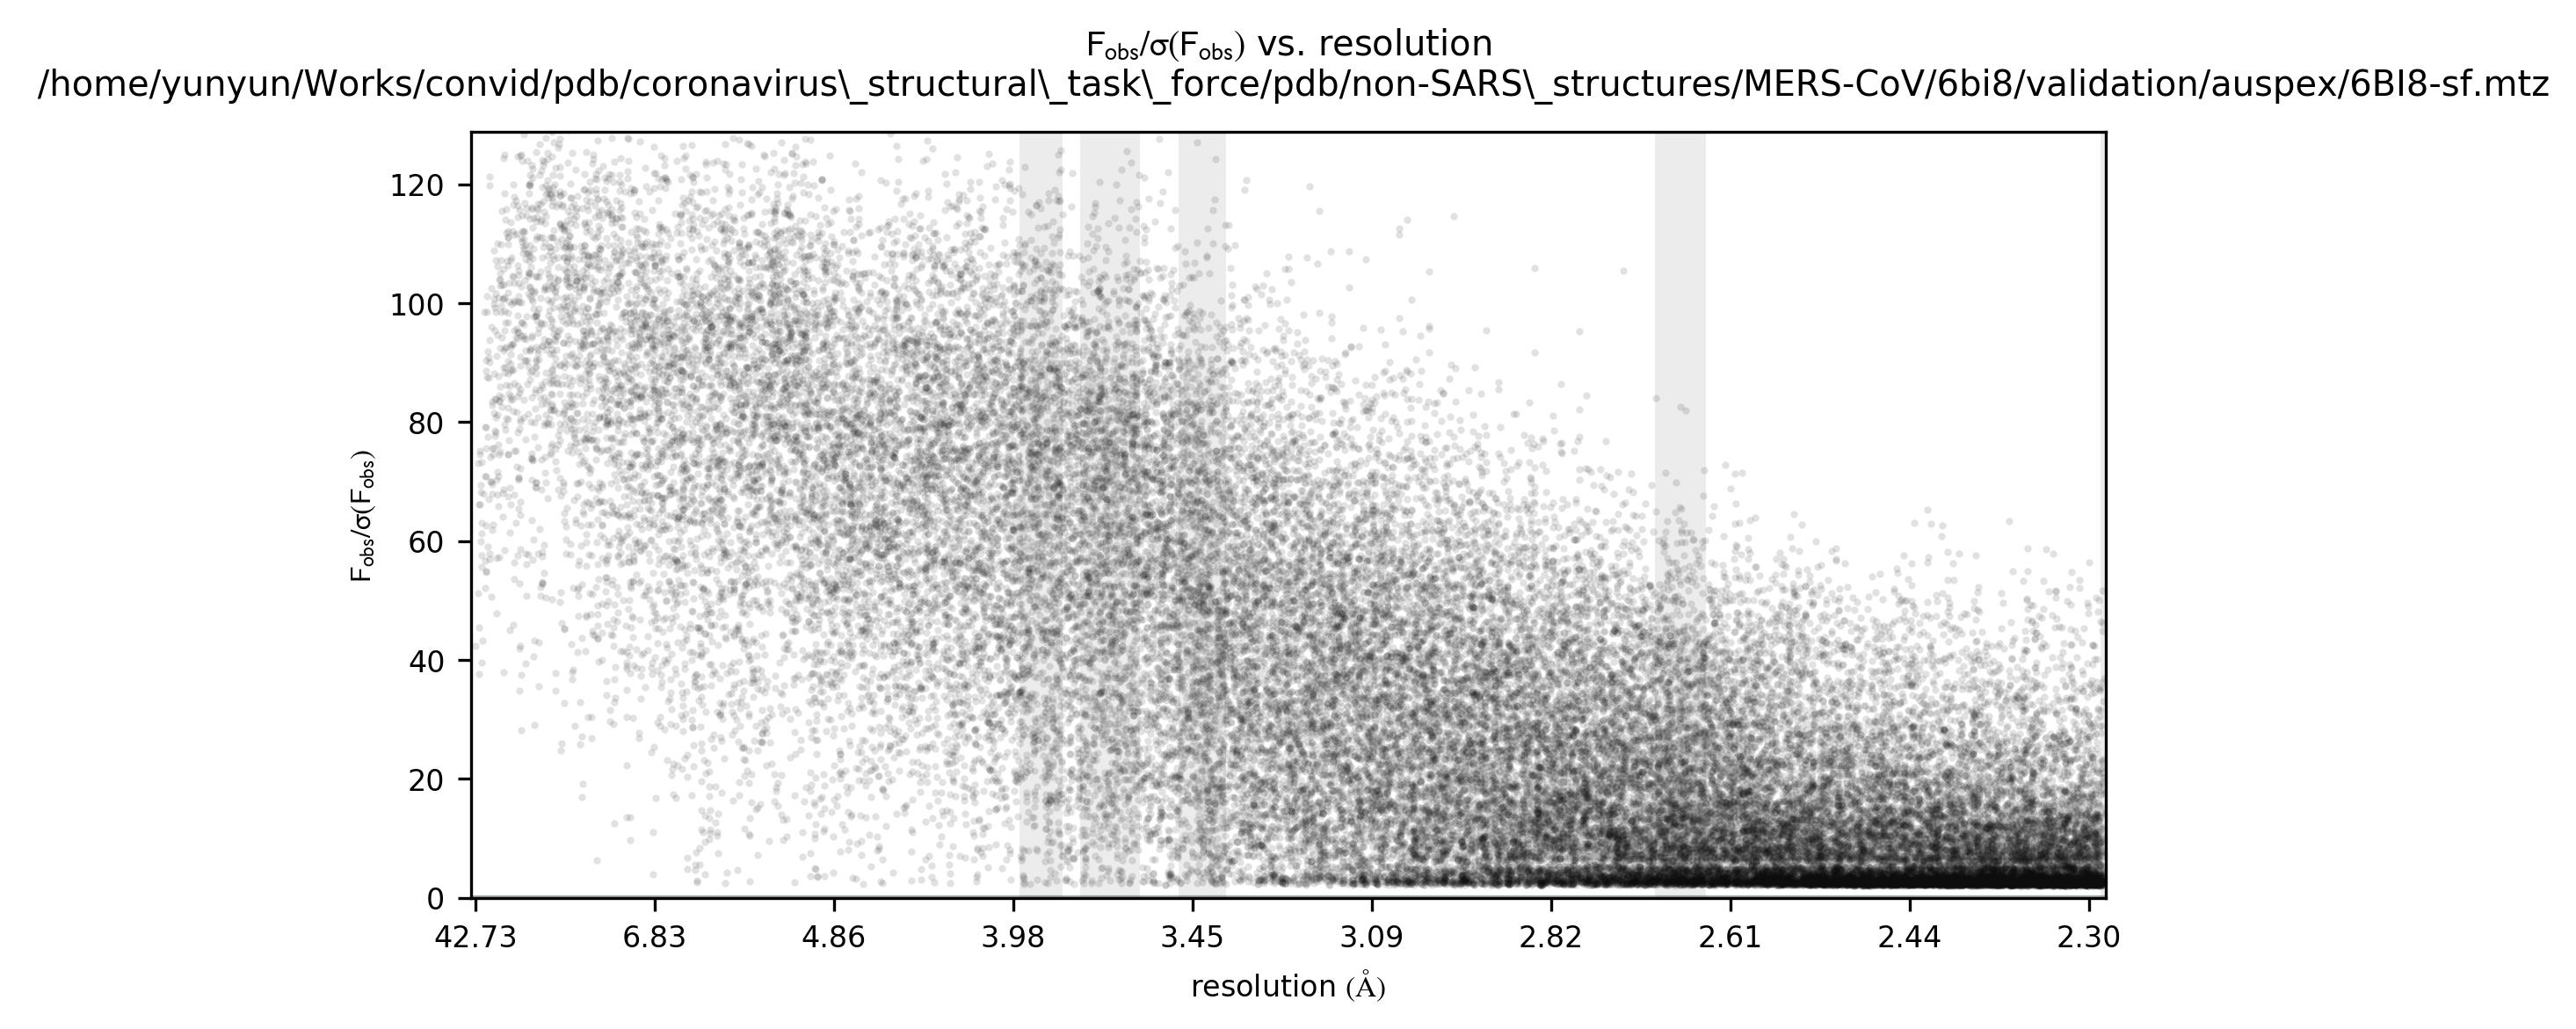 Fobs/σ(Fobs) vs. resolution
/home/yunyun/Works/convid/pdb/coronavirus\_structural\_task\_force/pdb/non-SARS\_structures/MERS-CoV/6bi8/validation/auspex/6BI8-sf.mtz
Fobs/σ(Fobs)
120
100
80
60
40
20
0
42.73 6.83 4.86 3.98 3.45 3.09 2.82 2.61 2.44 2.30
resolution (Å)